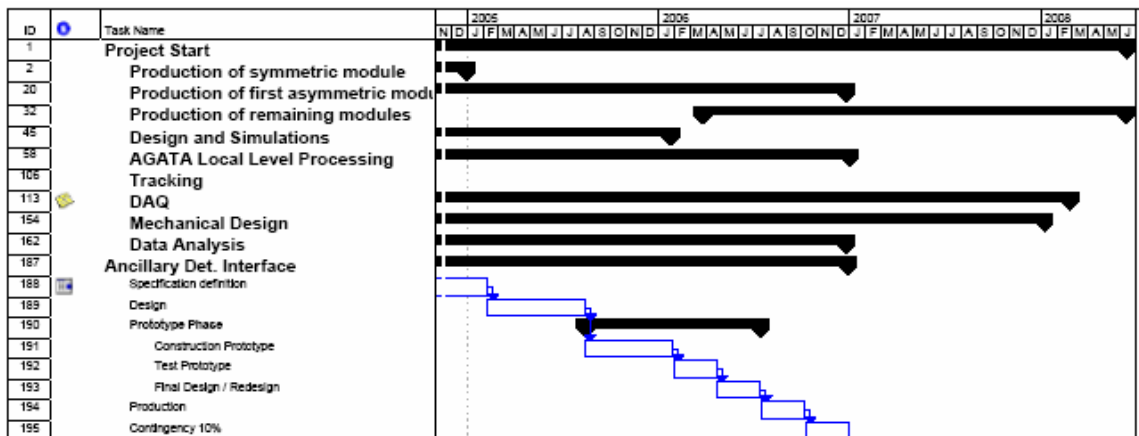 2005 2006 2007 2008
ID Task Name N D J F M A M J J A S O N D J F M A M J J A S O N D J F M A M J J A S O N D J F M A M J
1 Project Start
2 Production of symmetric module
20 Production of first asymmetric modu
32 Production of remaining modules
45 Design and Simulations
58 AGATA Local Level Processing
106 Tracking
113 DAQ
154 Mechanical Design
162 Data Analysis
187 Ancillary Det. Interface
188 Specification definition
189 Design
190 Prototype Phase
191 Construction Prototype
192 Test Prototype
193 Final Design / Redesign
194 Production
195 Contingency 10%